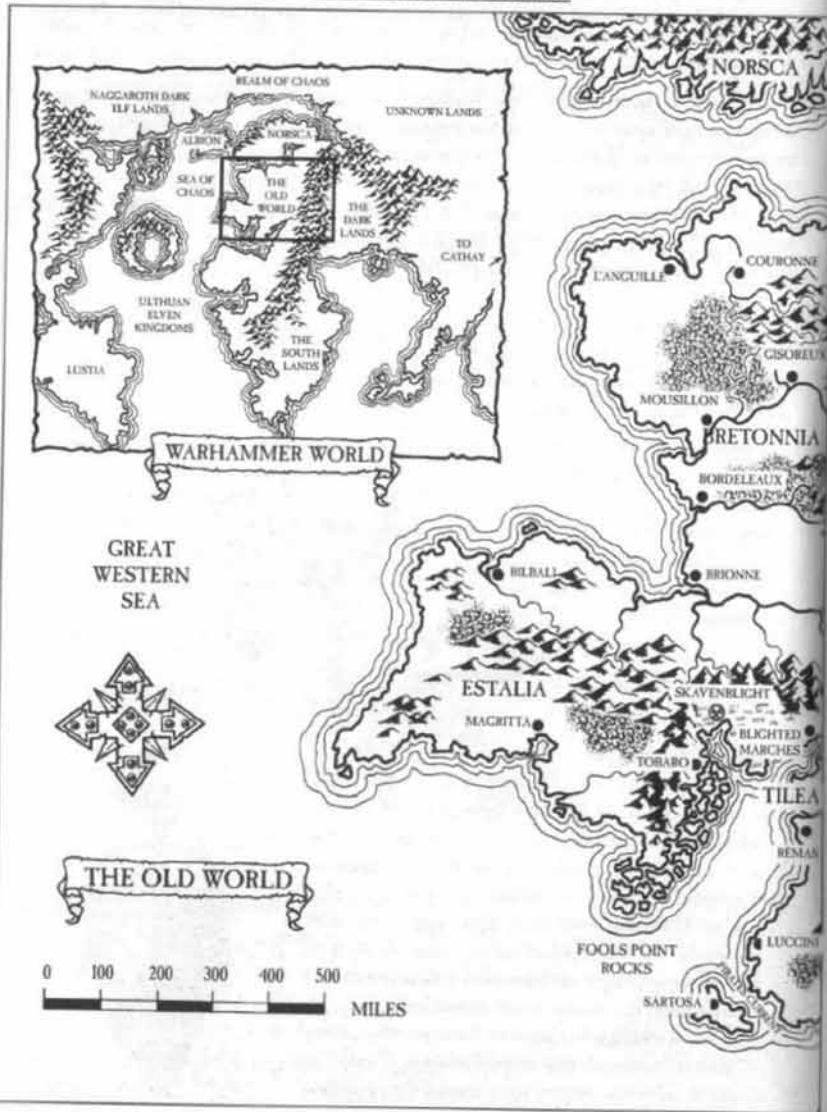 NORSCA
REALM OF CHAOS
NAGGAROTH DARK
ELF LANDS
UNKNOWN LANDS
ALBION
NORSCA
SEA OF
CHAOS
THE
OLD
WORLD
THE
DARK
LANDS
TO
CATHAY
ULTHUAN
ELVEN
KINGDOMS
LUSTIA
THE
SOUTH
LANDS
WARHAMMER WORLD
L'ANGUILLE
COURONNE
GISOREUX
MOUSILLON
BRETONNIA
BORDELEAUX
GREAT
WESTERN
SEA
BILBALI
BRIONNE
ESTALIA
SKAVENBLIGHT
MAGRITTA
BLIGHTED
MARCHES
TOBARO
TILEA
REMAS
THE OLD WORLD
FOOLS POINT
ROCKS
LUCCINI
SARTOSA
CURRENT
0 100 200 300 400 500
MILES